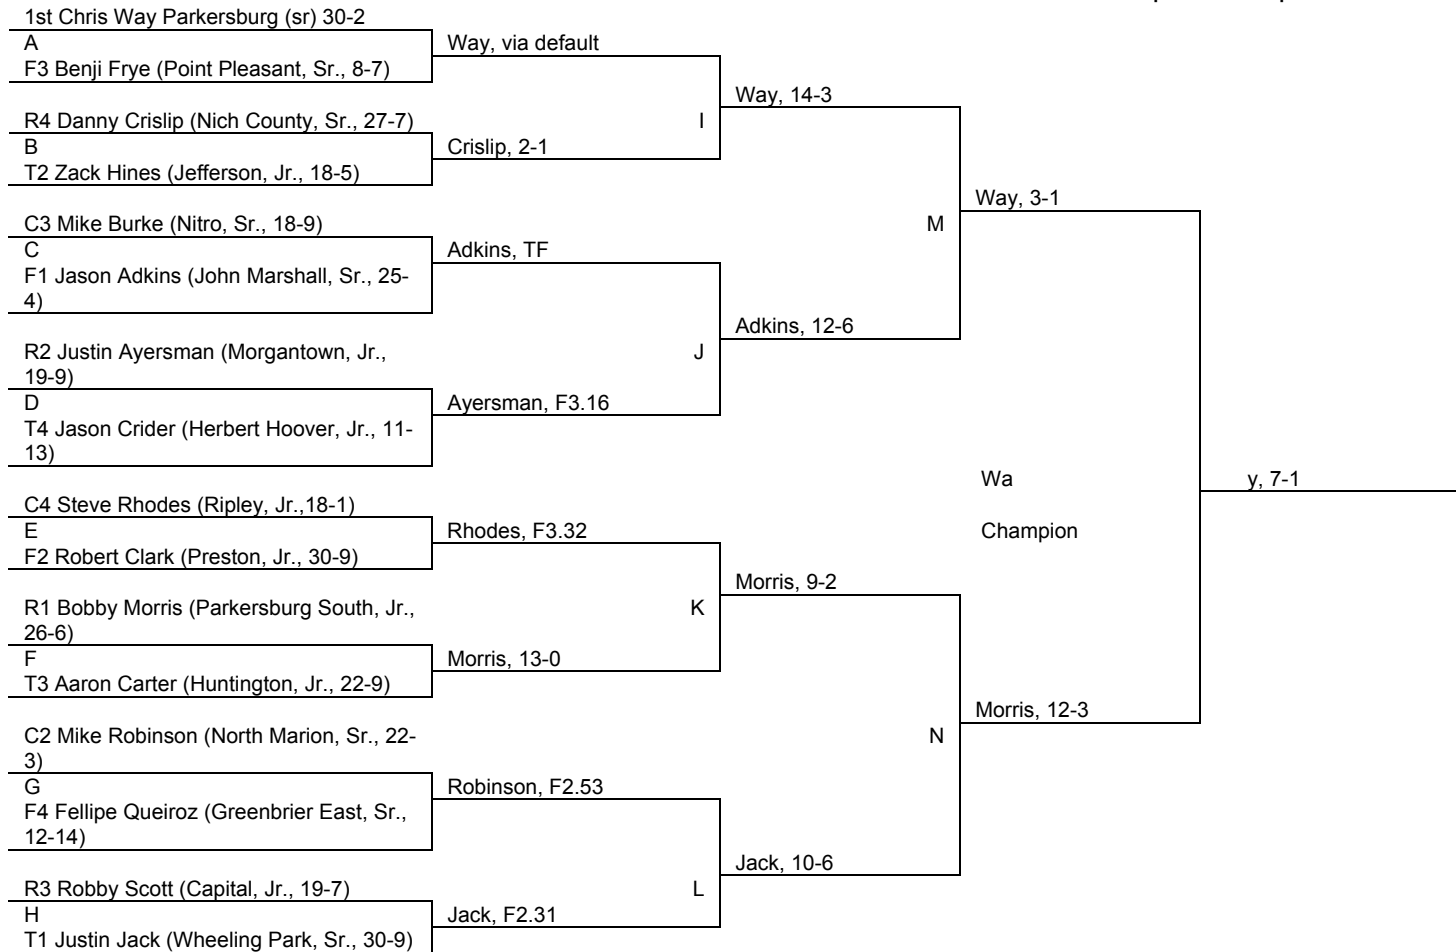 1st Chris Way Parkersburg (sr) 30-2
A
F3 Benji Frye (Point Pleasant, Sr., 8-7)
Way, via default
R4 Danny Crislip (Nich County, Sr., 27-7)
B
T2 Zack Hines (Jefferson, Jr., 18-5)
Crislip, 2-1
I
Way, 14-3
C3 Mike Burke (Nitro, Sr., 18-9)
C
F1 Jason Adkins (John Marshall, Sr., 25-
4)
Adkins, TF
R2 Justin Ayersman (Morgantown, Jr.,
19-9)
D
T4 Jason Crider (Herbert Hoover, Jr., 11-
13)
Ayersman, F3.16
J
Adkins, 12-6
M
Way, 3-1
C4 Steve Rhodes (Ripley, Jr.,18-1)
E
F2 Robert Clark (Preston, Jr., 30-9)
Rhodes, F3.32
R1 Bobby Morris (Parkersburg South, Jr.,
26-6)
F
T3 Aaron Carter (Huntington, Jr., 22-9)
Morris, 13-0
K
Morris, 9-2
C2 Mike Robinson (North Marion, Sr., 22-
3)
G
F4 Fellipe Queiroz (Greenbrier East, Sr.,
12-14)
Robinson, F2.53
R3 Robby Scott (Capital, Jr., 19-7)
H
T1 Justin Jack (Wheeling Park, Sr., 30-9)
Jack, F2.31
L
Jack, 10-6
N
Morris, 12-3
Wa y, 7-1
Champion